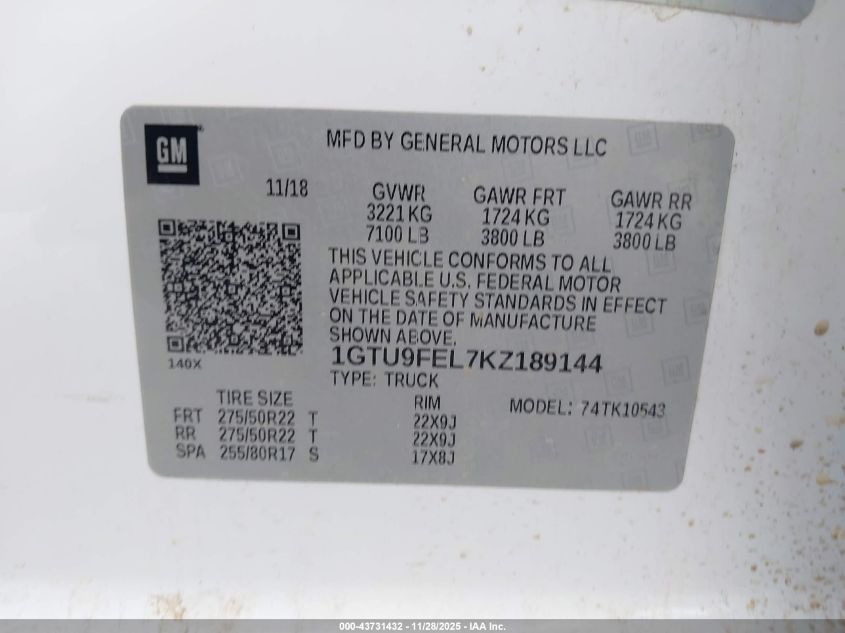 GM
MFD BY GENERAL MOTORS LLC
11/18
GVWR GAWR FRT GAWR RR
3221 KG 1724 KG 1724 KG
7100 LB 3800 LB 3800 LB
THIS VEHICLE CONFORMS TO ALL
APPLICABLE U.S. FEDERAL MOTOR
VEHICLE SAFETY STANDARDS IN EFFECT
ON THE DATE OF MANUFACTURE
SHOWN ABOVE.
140X
1GTU9FEL7KZ189144
TYPE: TRUCK
TIRE SIZE RIM MODEL: 74TK10543
FRT 275/50R22 T 22X9J
RR 275/50R22 T 22X9J
SPA 255/80R17 S 17X8J
000-43731432 - 11/28/2025 - IAA Inc.